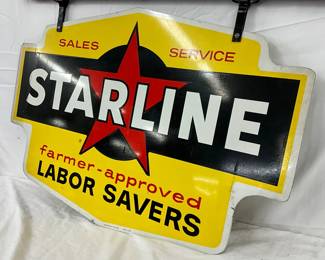 SALES SERVICE
STARLINE
farmer-approved
LABOR SAVERS